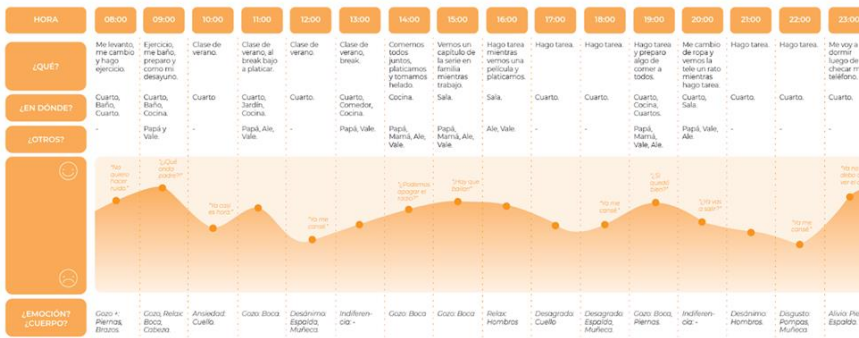 HORA 08:00 09:00 10:00 11:00 12:00 13:00 14:00 15:00 16:00 17:00 18:00 19:00 20:00 21:00 22:00 23:00
¿QUÉ?
Me levanto,
me cambio
y hago
ejercicio.
Ejercicio,
me baño,
preparo y
como mi
desayuno.
Clase de
verano.
Clase de
verano, al
break bajo
a platicar.
Clase de
verano.
Clase de
verano,
break.
Comemos
todos
juntos,
platicamos
y tomamos
helado.
Vemos un
capítulo de
la serie en
familia
mientras
trabajo.
Hago tarea
mientras
vemos una
película y
platicamos.
Hago tarea.
Hago tarea.
Hago tarea
y preparo
algo de
comer a
todos.
Me cambio
de ropa y
vemos la
tele un rato
mientras
hago tarea.
Hago tarea.
Hago tarea.
Me voy a
dormir
luego de
checar m
teléfono.
¿EN DÓNDE?
Cuarto,
Baño,
Cuarto.
Cuarto,
Baño,
Cocina.
Cuarto.
Cuarto,
Jardín,
Cocina.
Cuarto.
Cuarto,
Comedor,
Cocina.
Cocina.
Sala.
Sala.
Cuarto.
Cuarto.
Cuarto,
Cocina,
Cuartos.
Cuarto,
Sala.
Cuarto.
Cuarto.
Cuarto.
¿OTROS?
-
Papá y
Vale.
-
Papá, Ale,
Vale.
-
Papá, Vale.
Papá,
Mamá, Ale,
Vale.
Papá,
Mamá, Ale,
Vale.
Ale, Vale
-
-
Papá,
Mamá,
Vale, Ale.
Papá, Vale,
Ale.
-
-
-
"No
quiero
hacer
ruido."
"¿Qué
onda
padre?"
"Ya casi
es hora."
"Ya me
cansé."
"¿Podemos
apagar el
"Hay que
bailar"
"Ya me
cansé."
"¿Sí
quedó
bien?"
"¿Ya vas
a salir?"
"Ya me
cansé."
¿EMOCIÓN?
¿CUERPO?
Gozo +:
Piernas,
Brazos.
Gozo, Relax:
Boca,
Cabeza
Ansiedad:
Cuello.
Gozo: Boca.
Desánimo:
Espalda,
Muñeca.
Indiferen-
cia: -
Gozo: Boca
Gozo: Boca
Relax:
Hombros
Desagrado:
Cuello
Desagrado:
Espalda,
Muñeca.
Gozo: Boca,
Piernas.
Indiferen-
cia: -
Desánimo:
Hombros.
Disgusto:
Pompas,
Muñeca.
Alivio: Pie
Espalda.